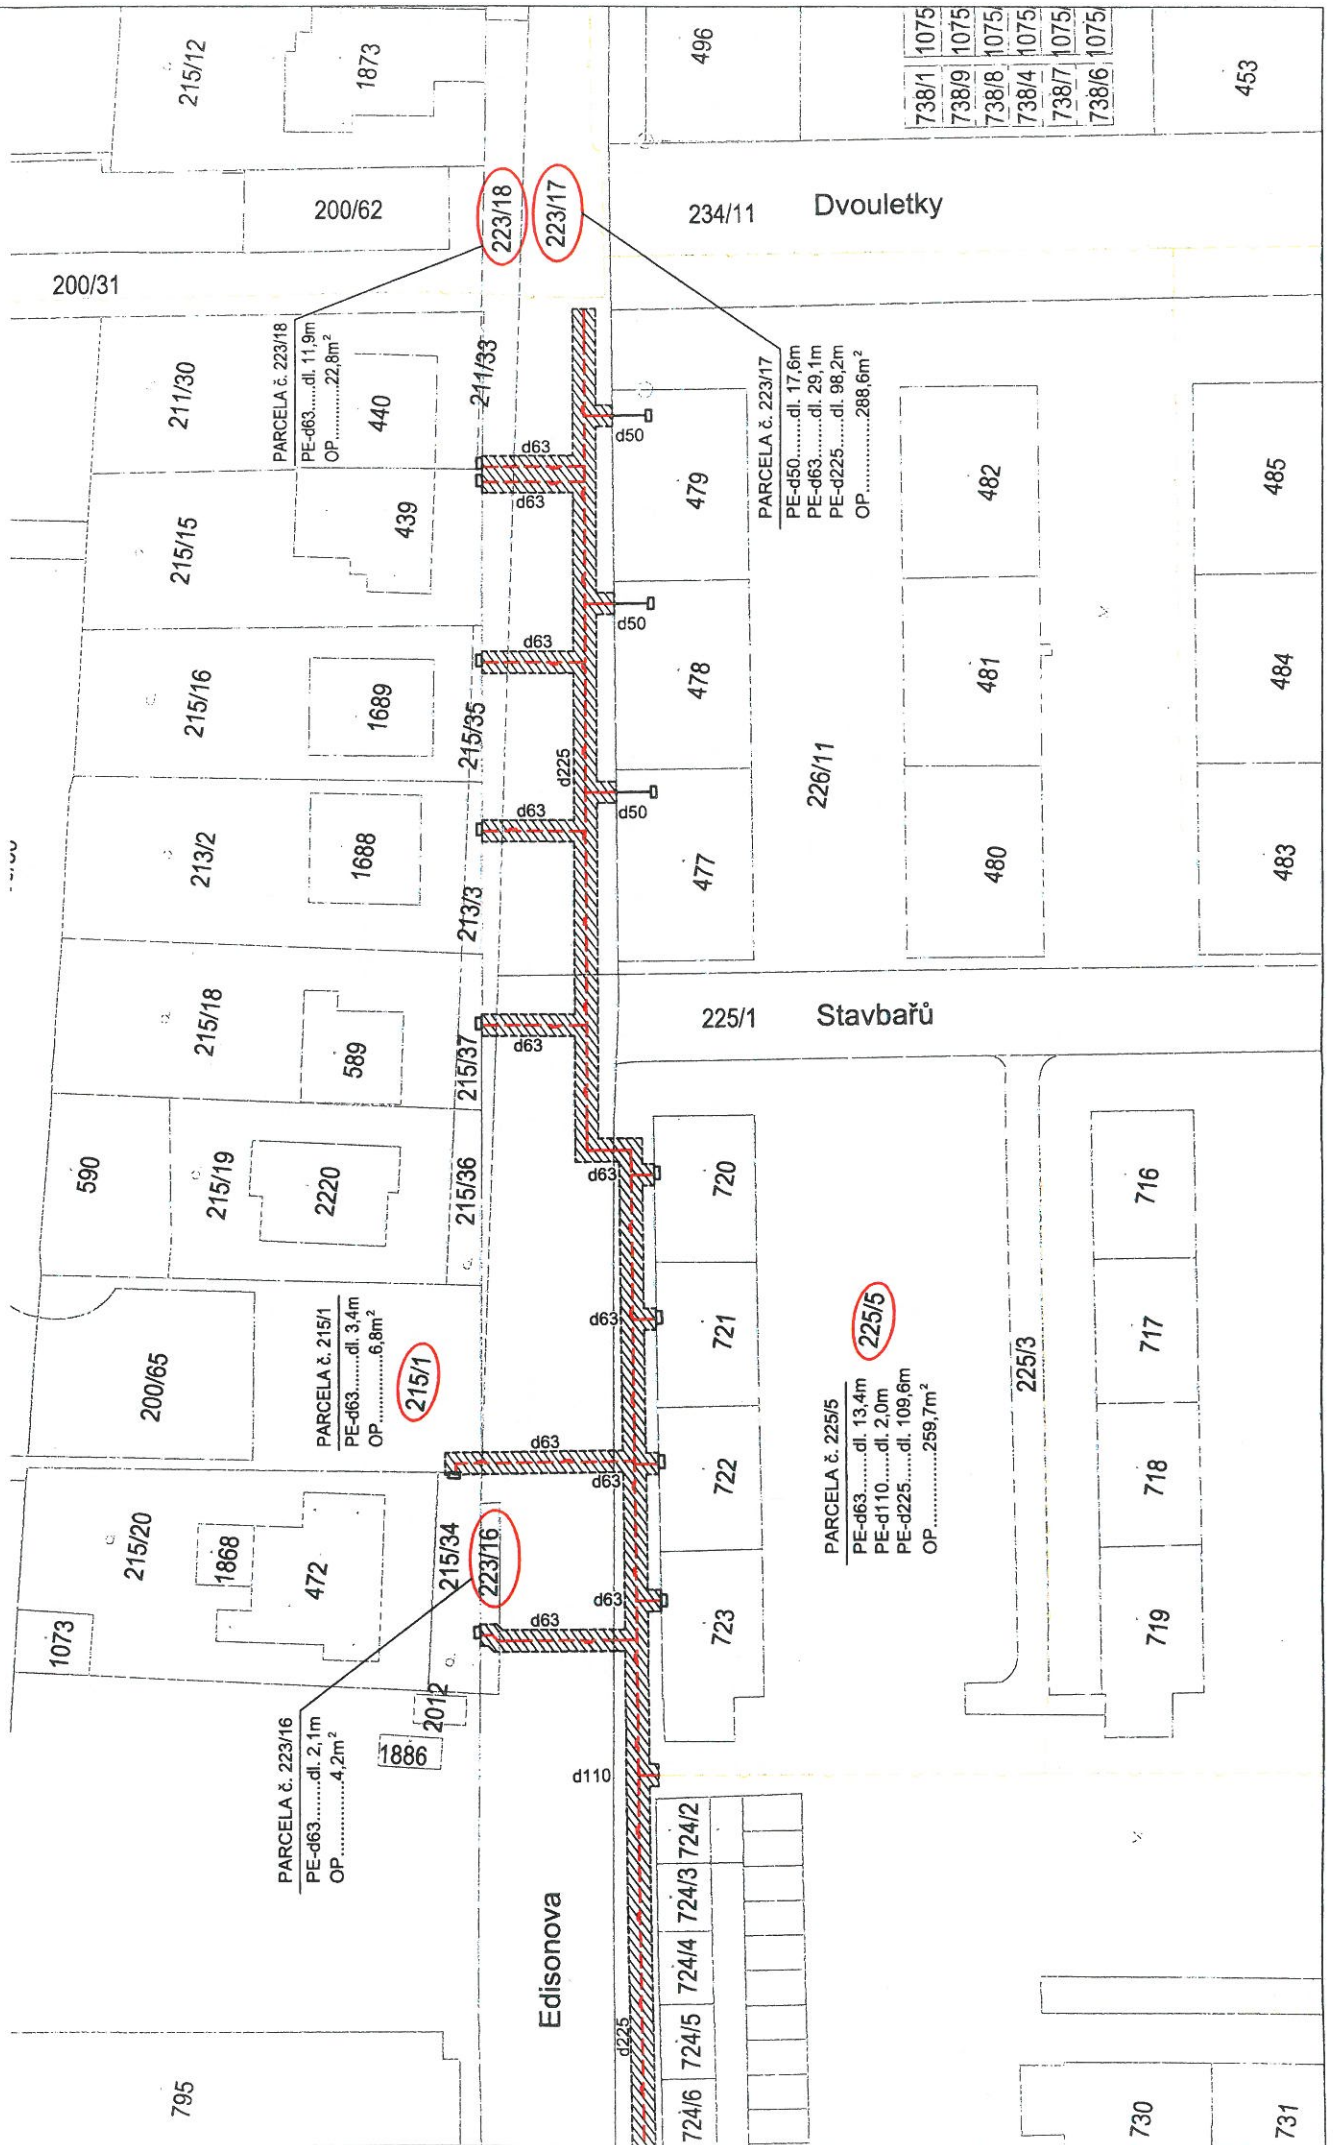 215/12
1873
496
738/1
738/9
738/8
738/4
738/7
738/6
453
200/62
223/18
223/17
234/11
Dvouletky
200/31
PARCELA č. 223/18
PE-d63........dl. 11,9m
OP..............22,8m²
211/30
440
211/33
d63
d50
d63
479
PARCELA č. 223/17
PE-d50........dl. 17,6m
PE-d63........dl. 29,1m
PE-d225......dl. 98,2m
OP..............288,6m²
482
485
215/15
439
d63
d50
215/16
1689
215/35
d225
478
481
484
226/11
213/2
1688
213/3
d63
d50
477
480
483
215/18
589
215/37
d63
225/1
Stavbařů
590
215/19
2220
215/36
d63
720
716
200/65
PARCELA č. 215/1
PE-d63........dl. 3,4m
OP..............6,8m²
215/1
d63
721
225/5
225/3
717
PARCELA č. 225/5
PE-d63........dl. 13,4m
PE-d110......dl. 2,0m
PE-d225......dl. 109,6m
OP..............259,7m²
d63
d63
722
718
215/20
1868
472
215/34
223/16
d63
d63
723
719
1073
2012
1886
PARCELA č. 223/16
PE-d63........dl. 2,1m
OP..............4,2m²
d110
Edisonova
724/2
724/3
724/4
724/5
724/6
d225
795
730
731